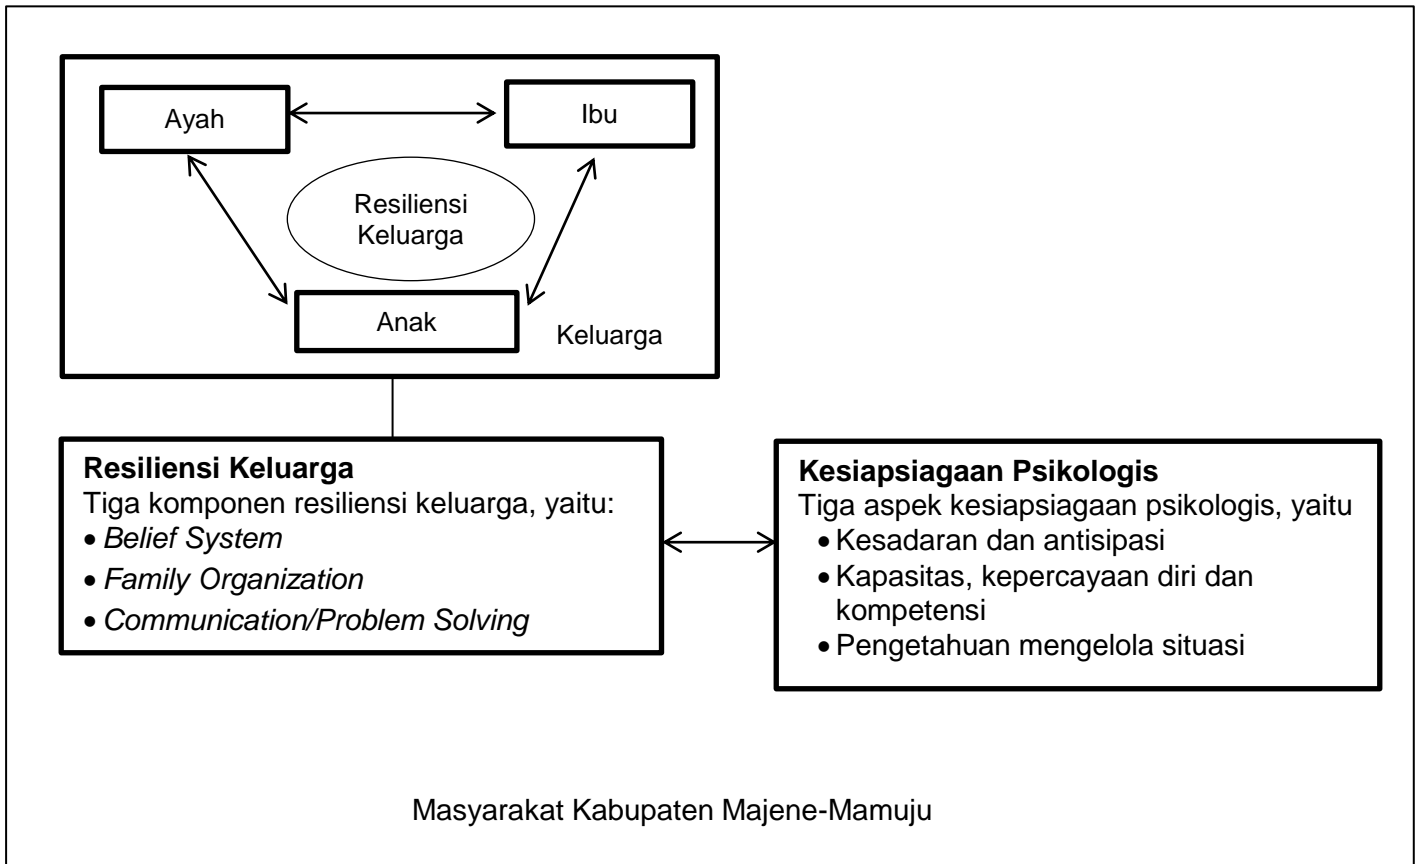 Ayah
Ibu
Resiliensi
Keluarga
Anak
Keluarga
Resiliensi Keluarga
Tiga komponen resiliensi keluarga, yaitu:
• Belief System
• Family Organization
• Communication/Problem Solving
Kesiapsiagaan Psikologis
Tiga aspek kesiapsiagaan psikologis, yaitu
• Kesadaran dan antisipasi
• Kapasitas, kepercayaan diri dan
kompetensi
• Pengetahuan mengelola situasi
Masyarakat Kabupaten Majene-Mamuju